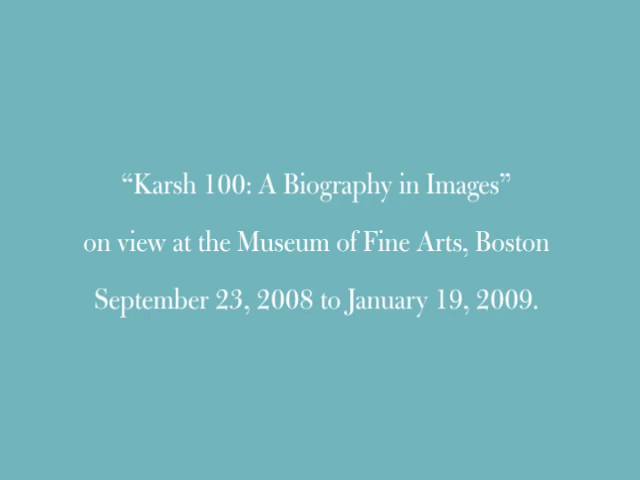 “Karsh 100: A Biography in Images”
on view at the Museum of Fine Arts, Boston
September 23, 2008 to January 19, 2009.